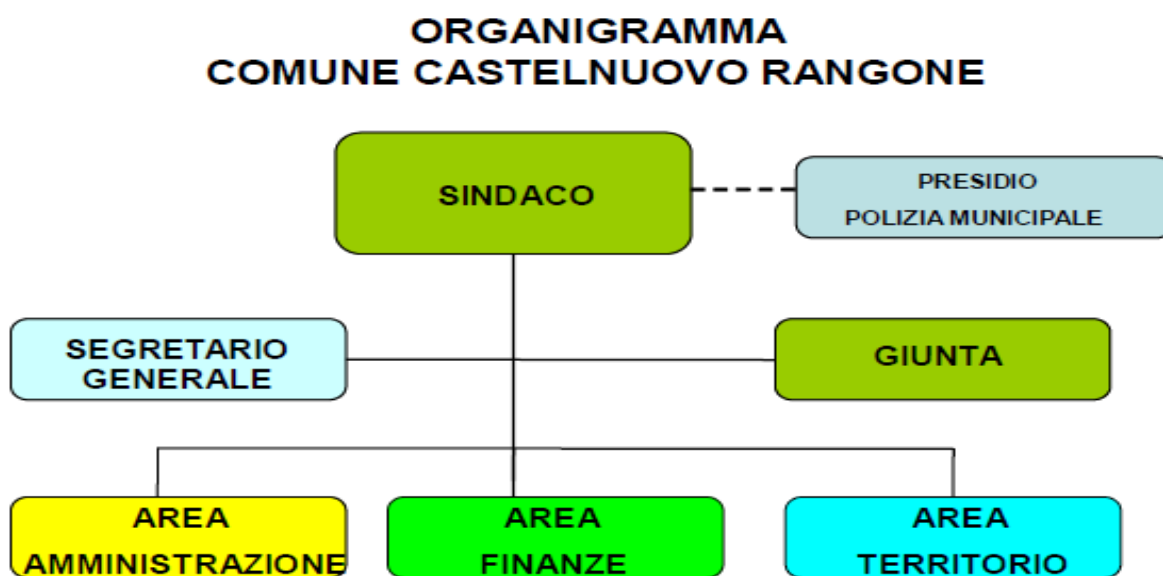 ORGANIGRAMMA
COMUNE CASTELNUOVO RANGONE
SINDACO
PRESIDIO
POLIZIA MUNICIPALE
SEGRETARIO
GENERALE
GIUNTA
AREA
AMMINISTRAZIONE
AREA
FINANZE
AREA
TERRITORIO